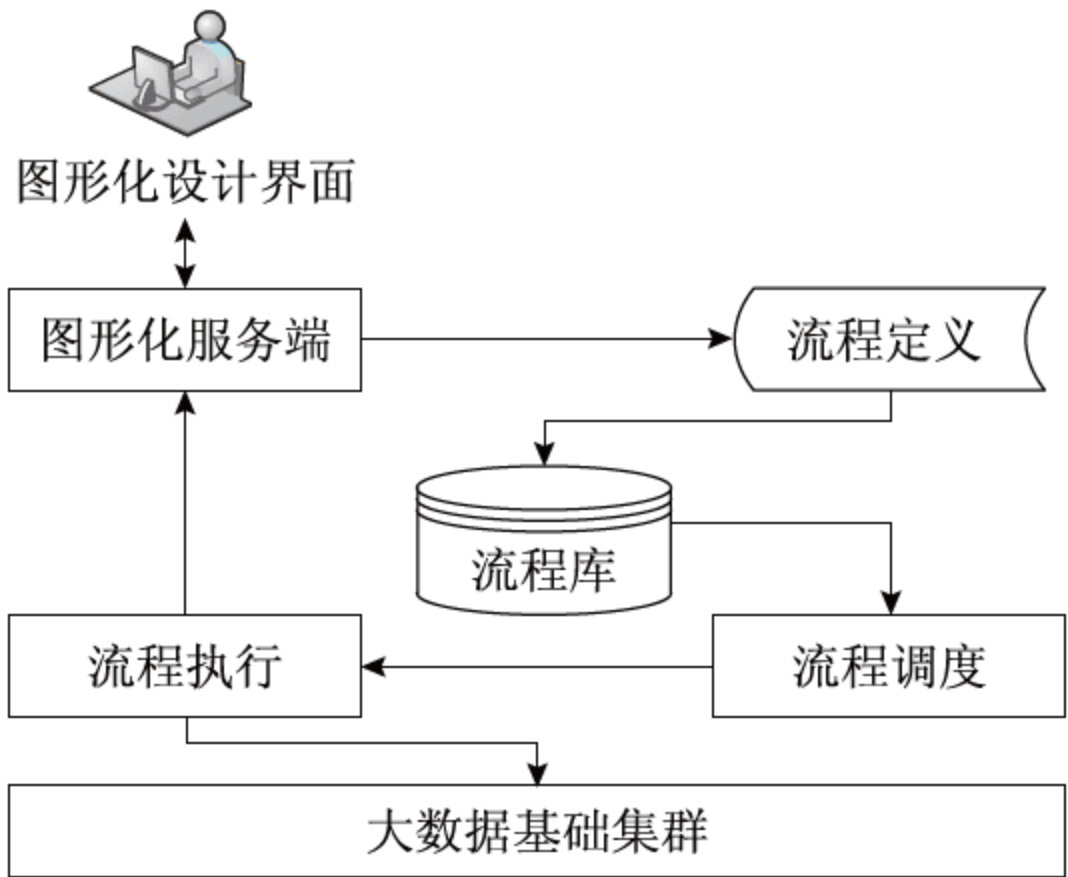 图形化设计界面
图形化服务端
流程定义
流程库
流程执行
流程调度
大数据基础集群